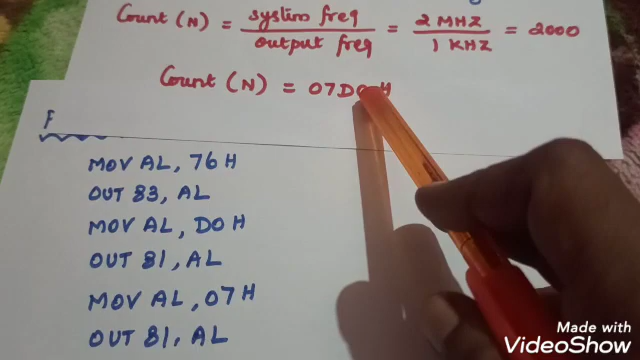 Count (N) = system freq / output freq = 2 MHZ / 1 KHZ = 2000
Count (N) = 07D0 H
MOV AL, 76 H
OUT 83, AL
MOV AL, D0 H
OUT 81, AL
MOV AL, 07 H
OUT 81, AL
Made with
VideoShow